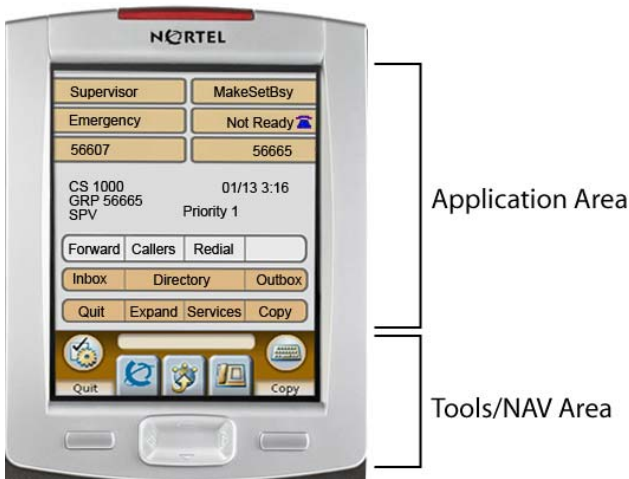 NORTEL
Supervisor MakeSetBsy
Emergency Not Ready
56607 56665
CS 1000 01/13 3:16
GRP 56665
SPV Priority 1
Forward Callers Redial
Inbox Directory Outbox
Quit Expand Services Copy
Quit Copy
Application Area
Tools/NAV Area